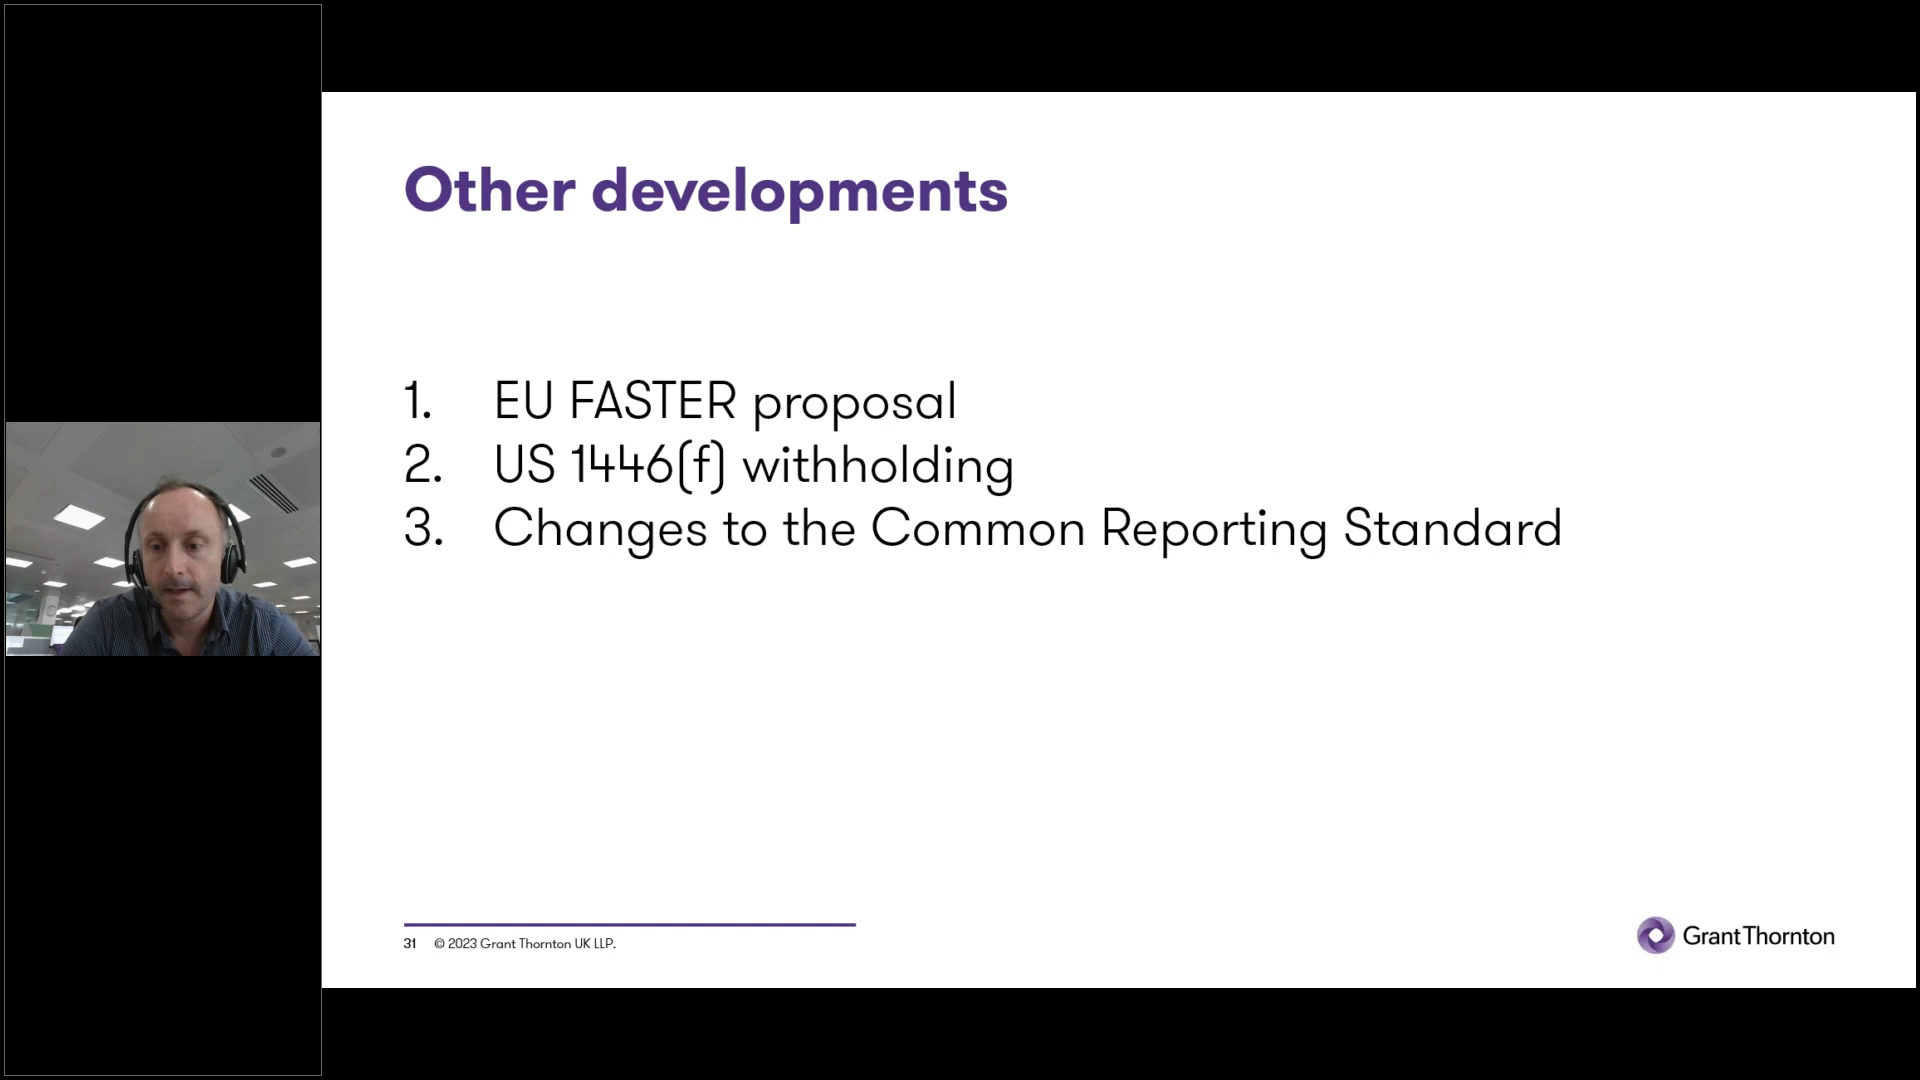 Other developments
1. EU FASTER proposal
2. US 1446(f) withholding
3. Changes to the Common Reporting Standard
31 © 2023 Grant Thornton UK LLP.
Grant Thornton